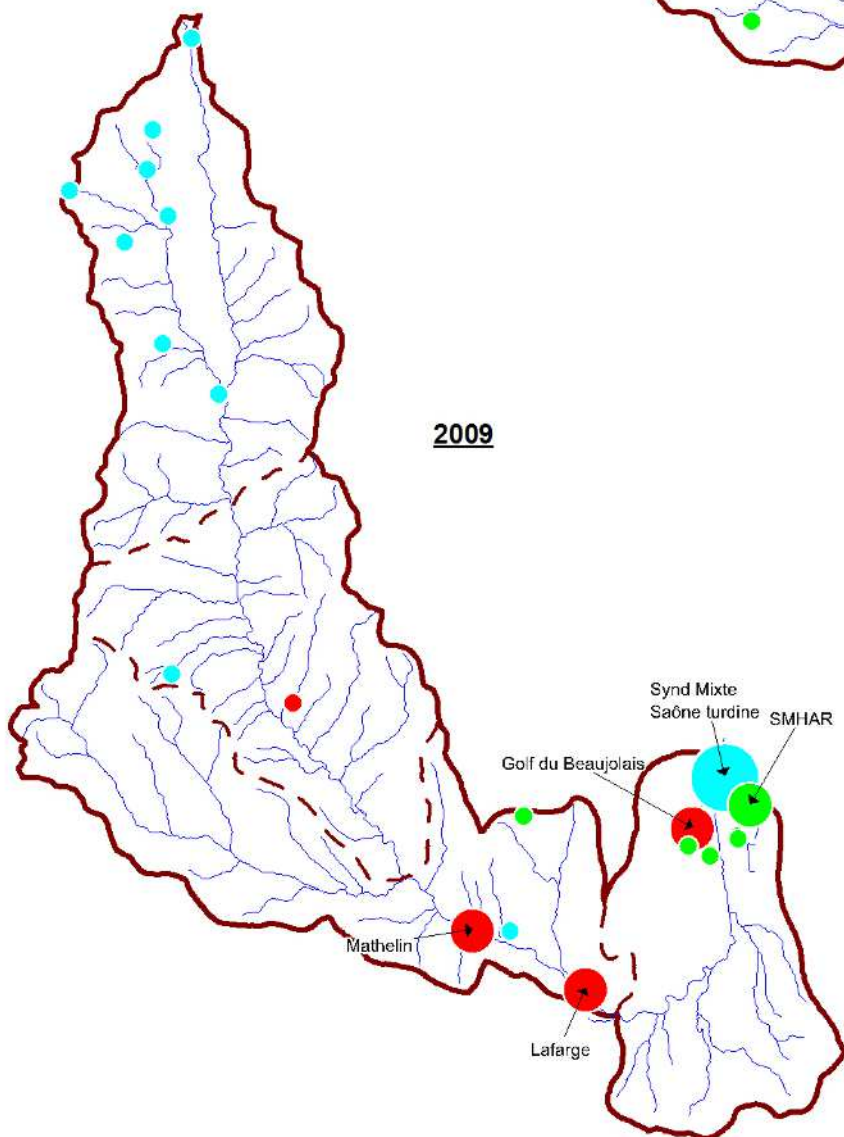 2009
Synd Mixte
Saône turdine
SMHAR
Golf du Beaujolais
Mathelin
Lafarge